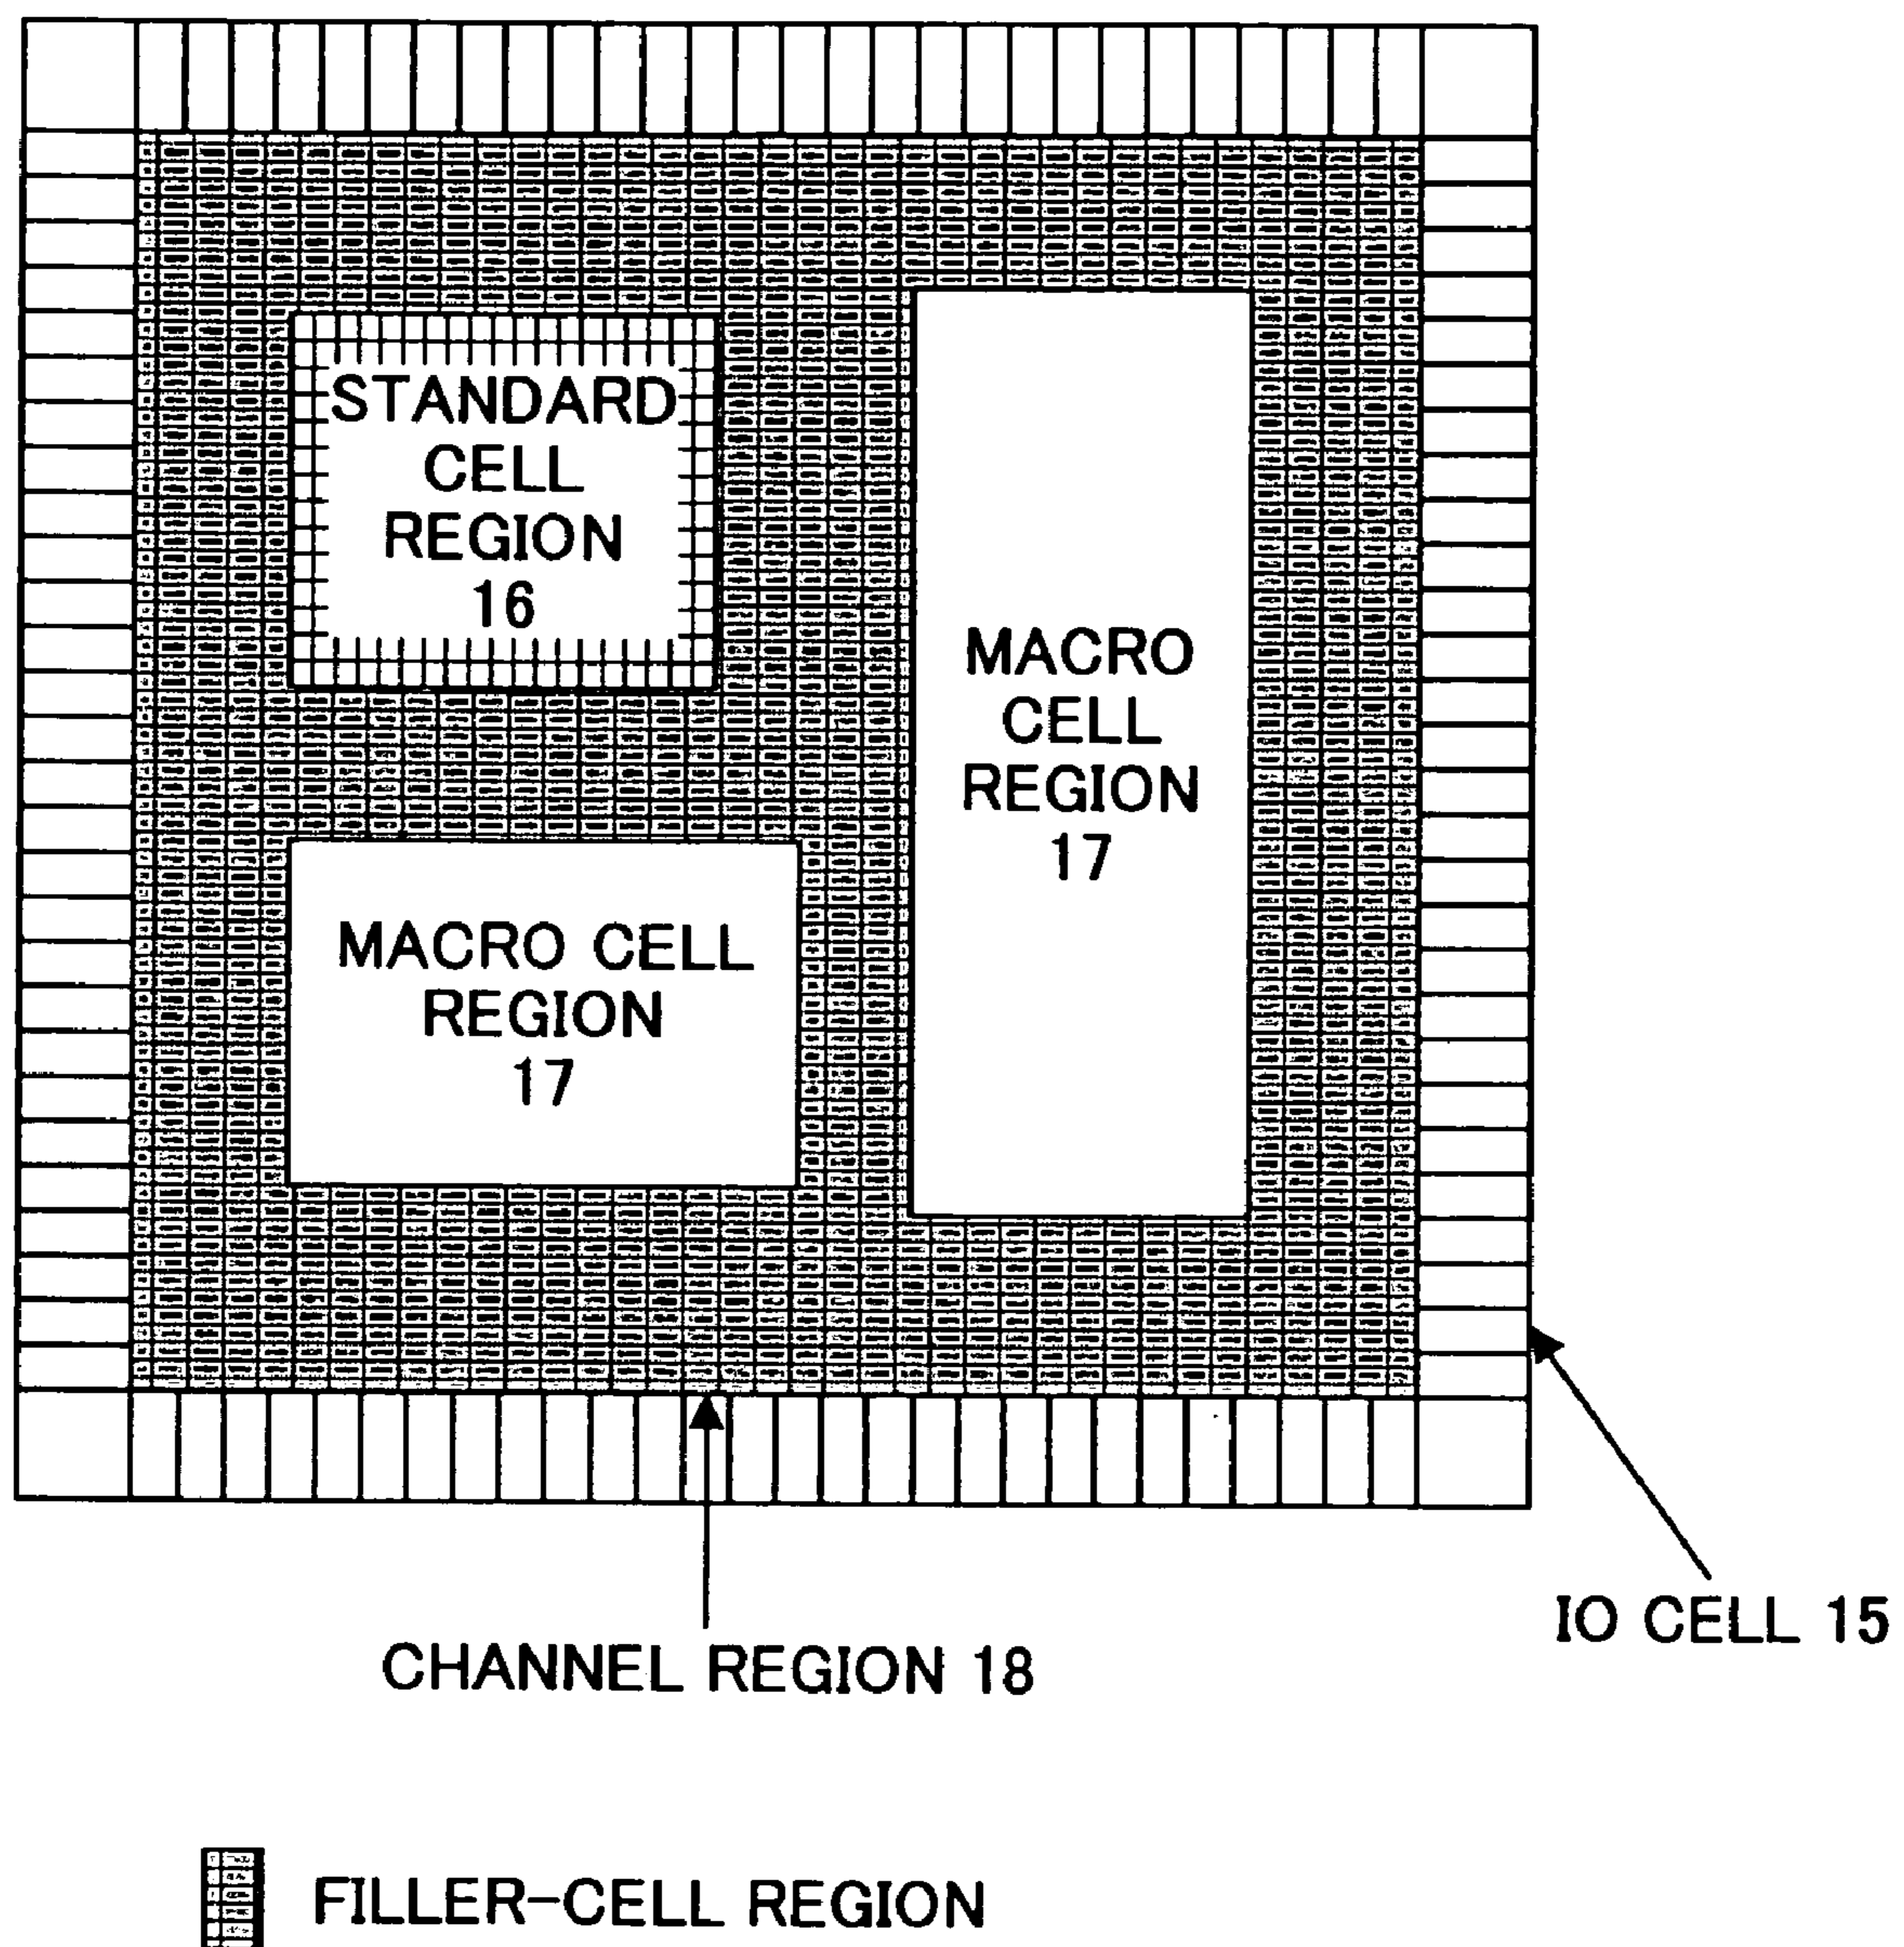 STANDARD
CELL
REGION
16
MACRO
CELL
REGION
17
MACRO CELL
REGION
17
IO CELL 15
CHANNEL REGION 18
FILLER-CELL REGION